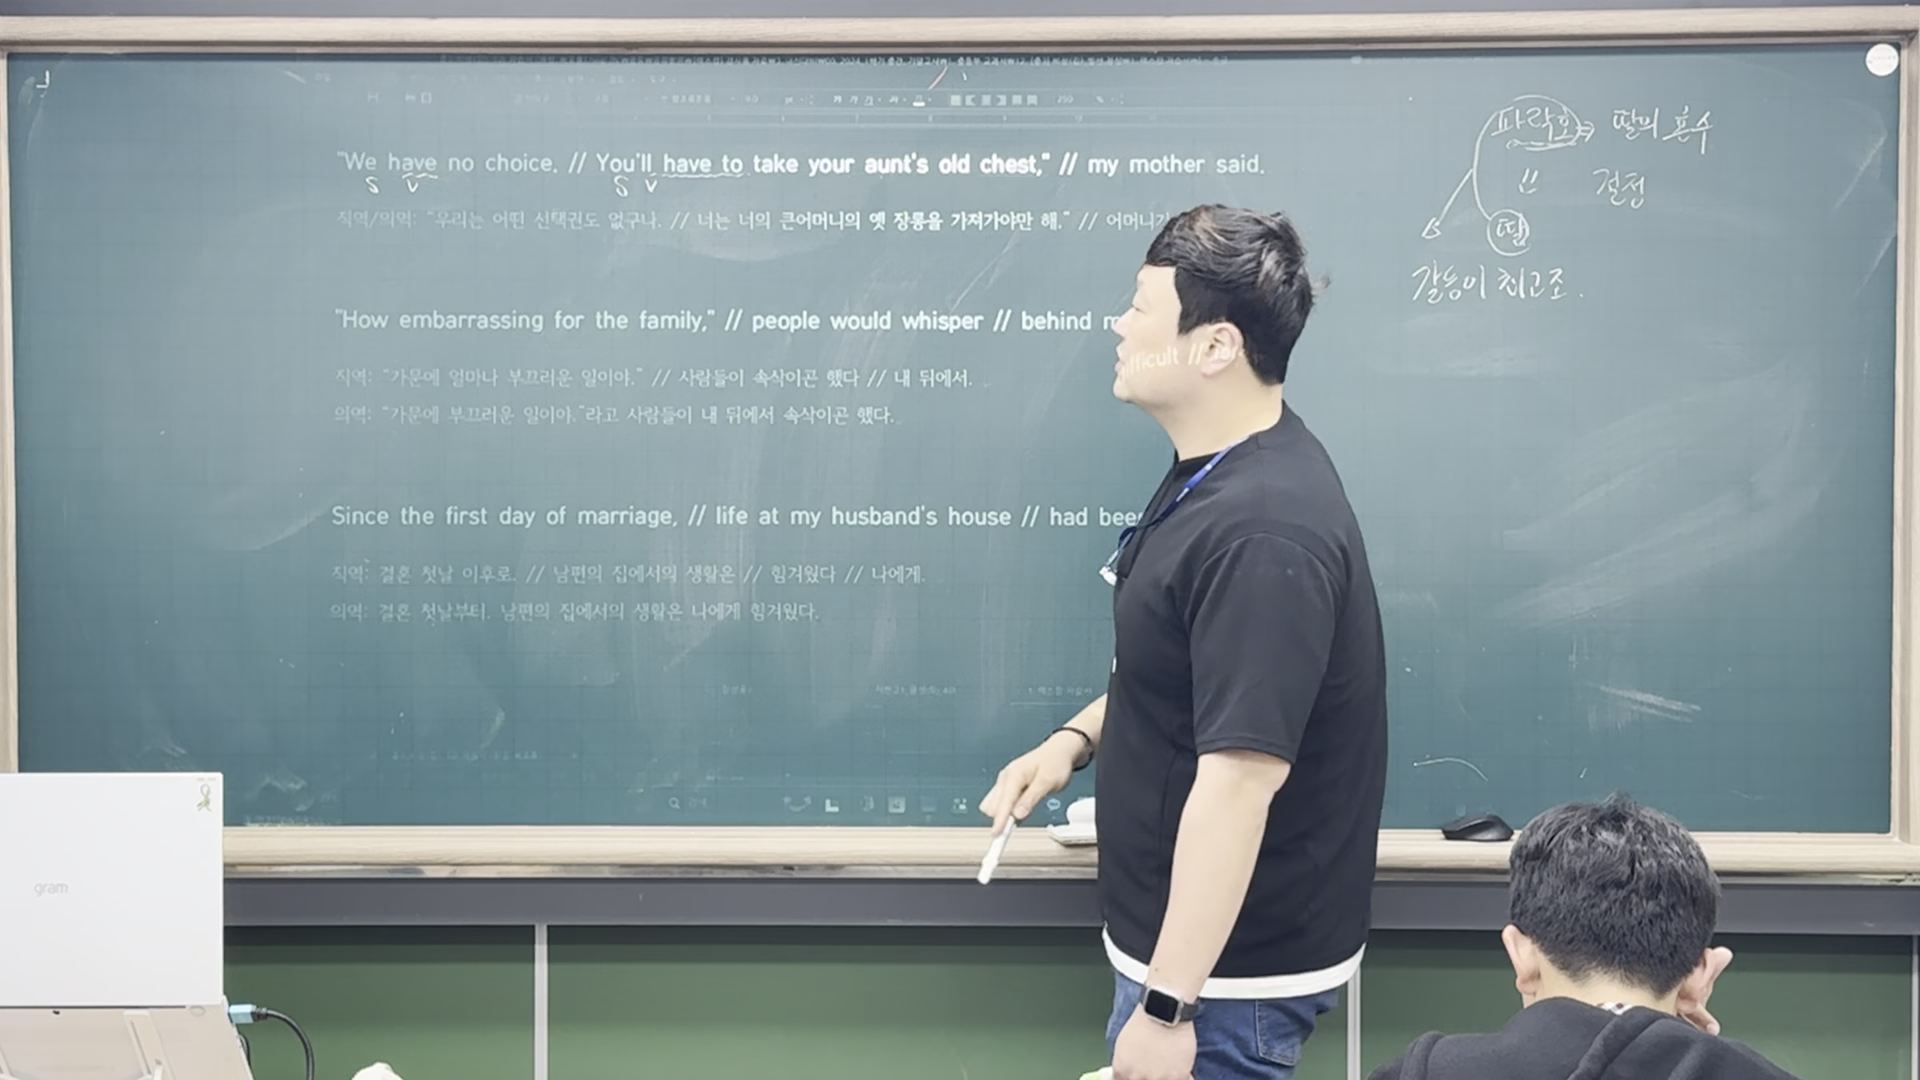 "We have no choice. // You'll have to take your aunt's old chest," // my mother said.
S V S V
직역/의역: "우리는 어떤 선택권도 없구나. // 너는 너의 큰어머니의 옛 장롱을 가져가야만 해." // 어머니가
"How embarrassing for the family," // people would whisper // behind m
difficult //
직역: "가문에 얼마나 부끄러운 일이야." // 사람들이 속삭이곤 했다 // 내 뒤에서.
의역: "가문에 부끄러운 일이야."라고 사람들이 내 뒤에서 속삭이곤 했다.
Since the first day of marriage, // life at my husband's house // had been
직역: 결혼 첫날 이후로. // 남편의 집에서의 생활은 // 힘겨웠다 // 나에게.
의역: 결혼 첫날부터. 남편의 집에서의 생활은 나에게 힘겨웠다.
파락호 ⇒ 딸의 혼수
" 걱정
딸
갈등이 최고조.
gram